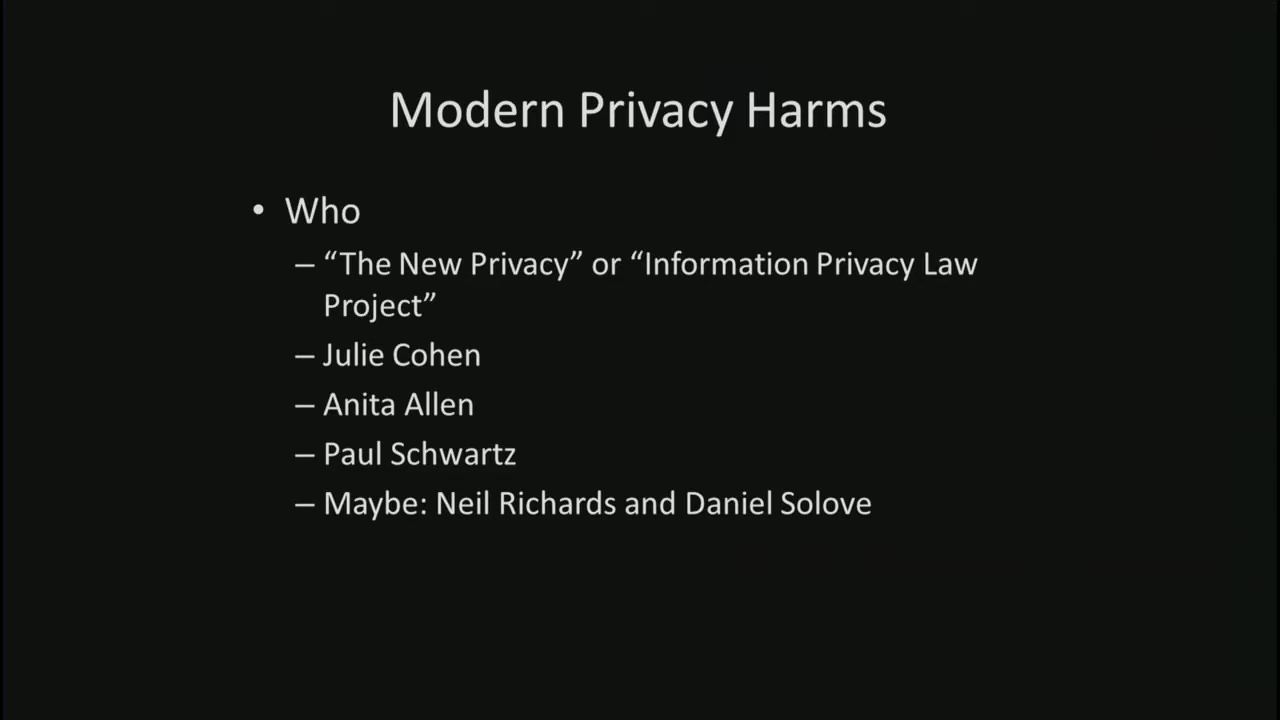 Modern Privacy Harms
• Who
– “The New Privacy” or “Information Privacy Law
Project”
– Julie Cohen
– Anita Allen
– Paul Schwartz
– Maybe: Neil Richards and Daniel Solove